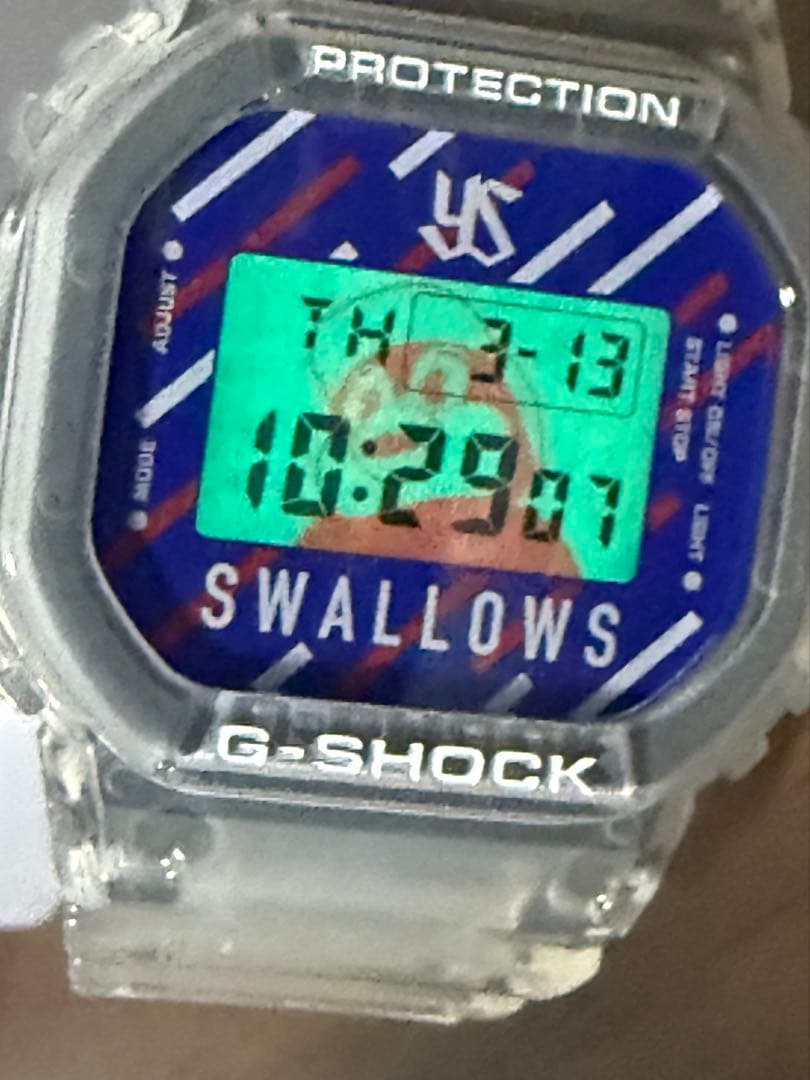 PROTECTION
YS
ADJUST
TH 3-13
LIGHT ON/OFF
START STOP
10:29 07
MODE
LIGHT
SWALLOWS
G-SHOCK